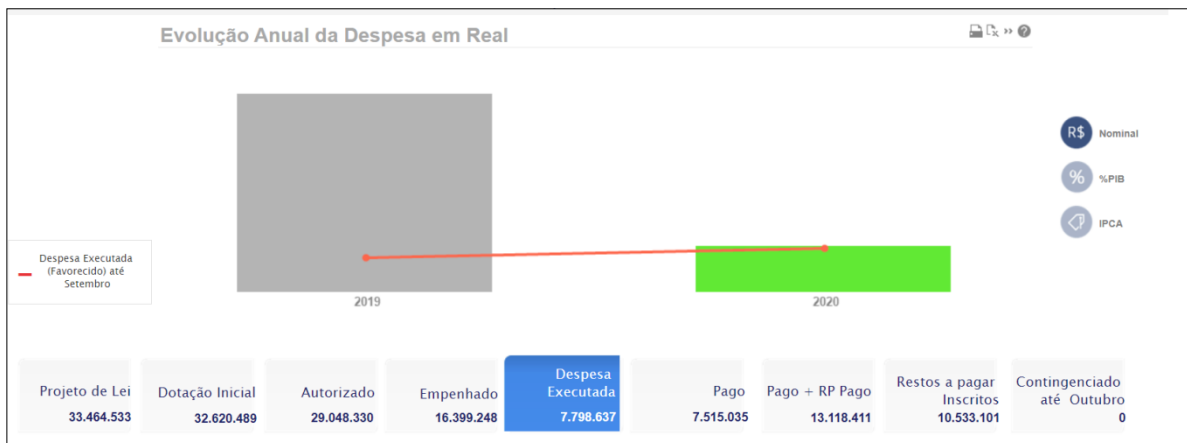 Evolução Anual da Despesa em Real
R$ Nominal
% %PIB
IPCA
Despesa Executada
(Favorecido) até
Setembro
2019
2020
Projeto de Lei
33.464.533
Dotação Inicial
32.620.489
Autorizado
29.048.330
Empenhado
16.399.248
Despesa
Executada
7.798.637
Pago
7.515.035
Pago + RP Pago
13.118.411
Restos a pagar
Inscritos
10.533.101
Contingenciado
até Outubro
0